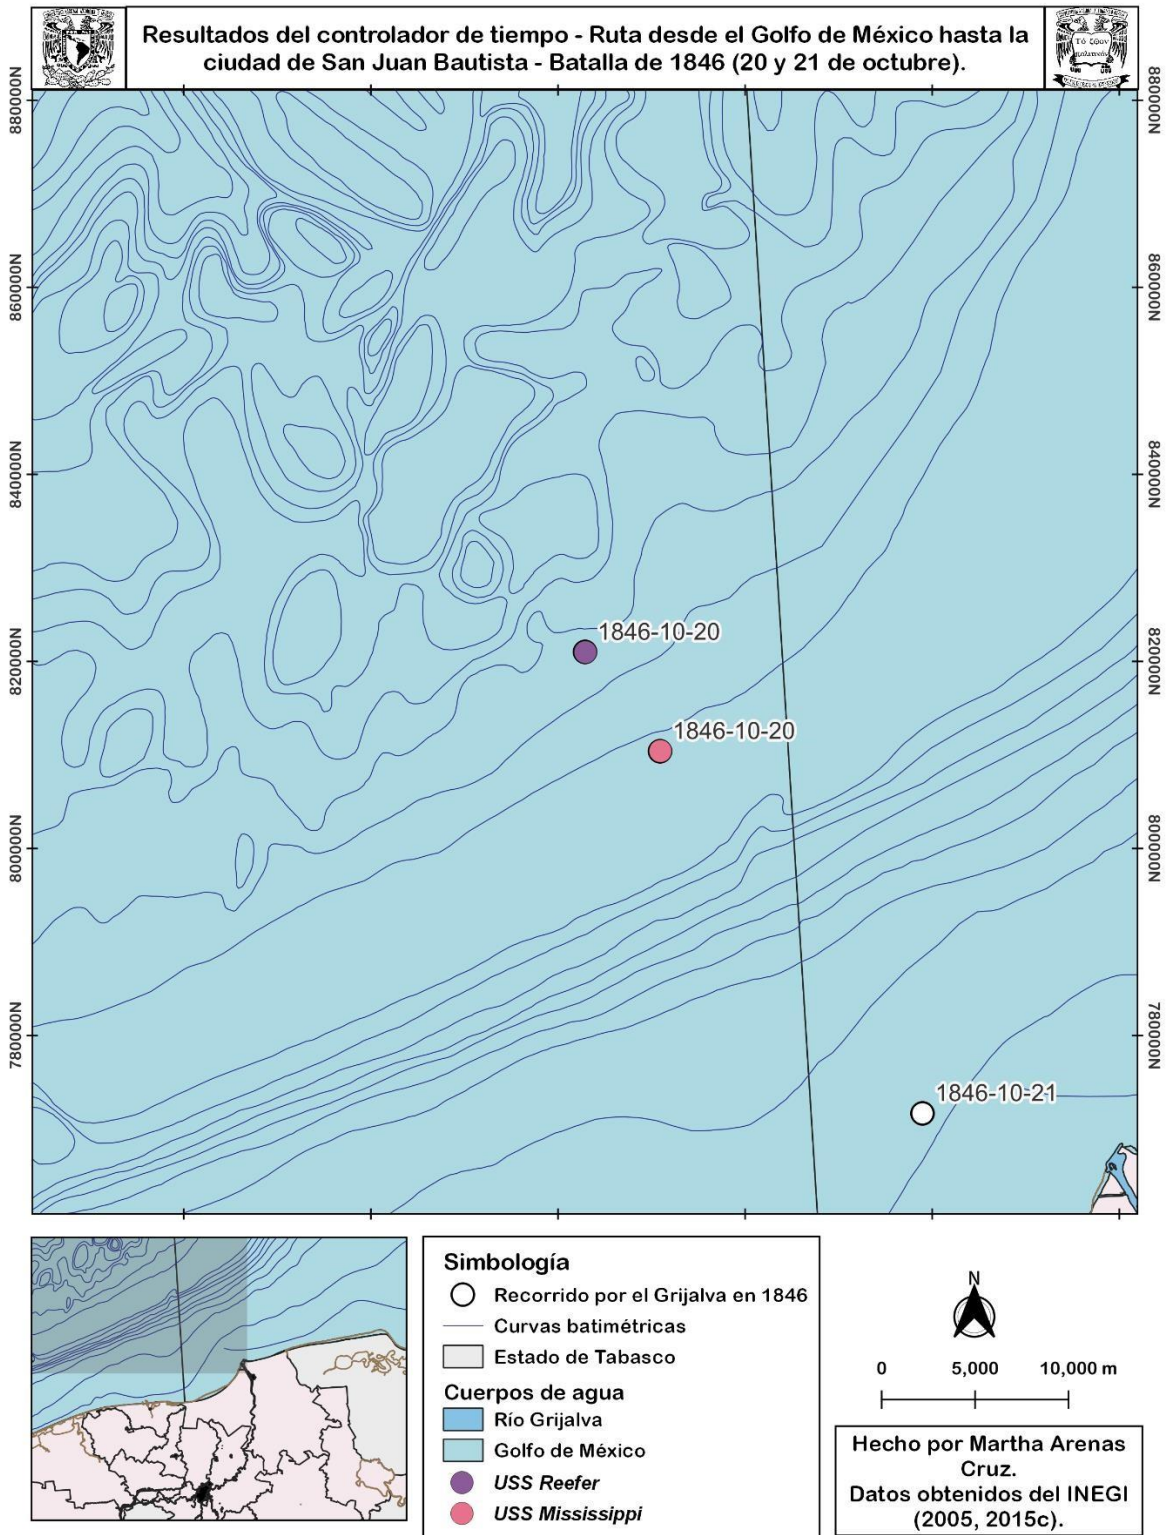 Resultados del controlador de tiempo - Ruta desde el Golfo de México hasta la
ciudad de San Juan Bautista - Batalla de 1846 (20 y 21 de octubre).
880000N
880000N
860000N
860000N
840000N
840000N
1846-10-20
820000N
820000N
1846-10-20
800000N
800000N
780000N
780000N
1846-10-21
Simbología
Recorrido por el Grijalva en 1846
Curvas batimétricas
Estado de Tabasco
Cuerpos de agua
Río Grijalva
Golfo de México
USS Reefer
USS Mississippi
N
0 5,000 10,000 m
Hecho por Martha Arenas
Cruz.
Datos obtenidos del INEGI
(2005, 2015c).